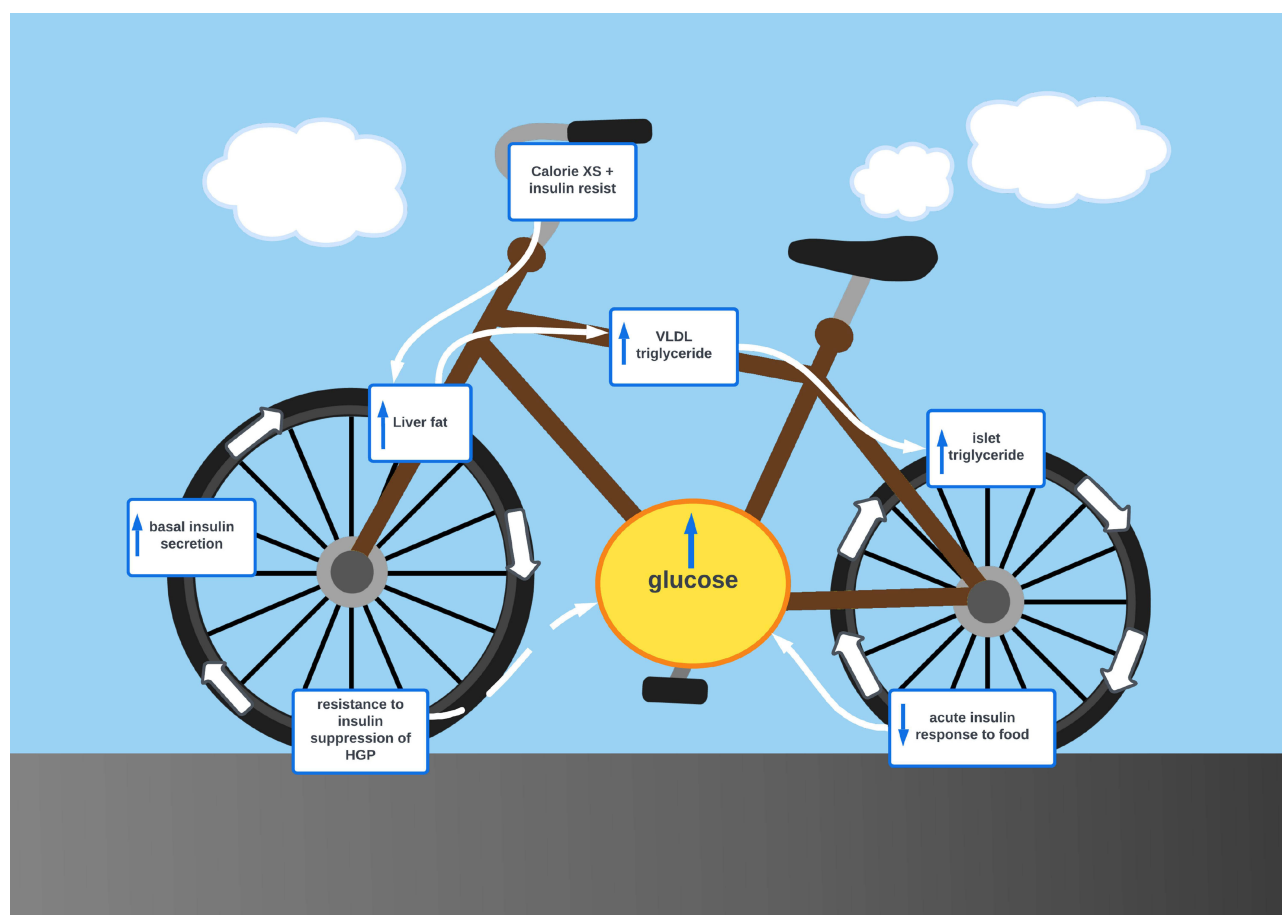 Calorie XS +
insulin resist
VLDL
triglyceride
Liver fat
islet
triglyceride
basal insulin
secretion
glucose
resistance to
insulin
suppression of
HGP
acute insulin
response to food